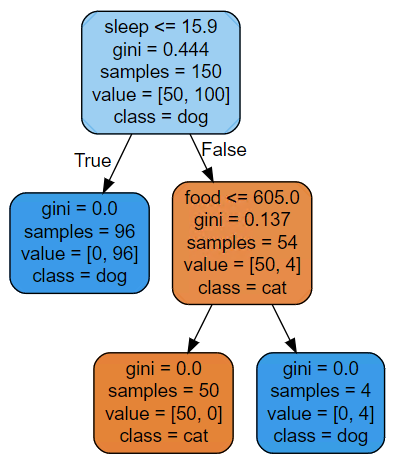 sleep <= 15.9
gini = 0.444
samples = 150
value = [50, 100]
class = dog
True
False
gini = 0.0
samples = 96
value = [0, 96]
class = dog
food <= 605.0
gini = 0.137
samples = 54
value = [50, 4]
class = cat
gini = 0.0
samples = 50
value = [50, 0]
class = cat
gini = 0.0
samples = 4
value = [0, 4]
class = dog